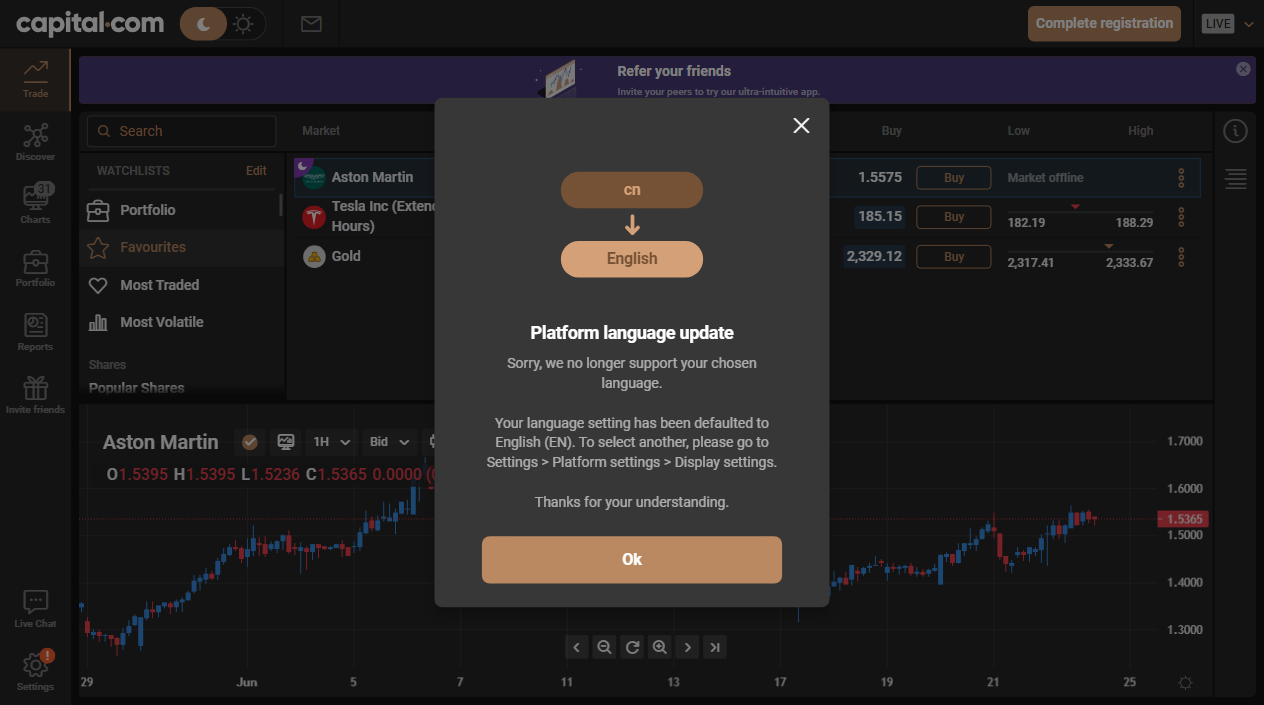 capital.com
Complete registration
LIVE
Trade
Discover
31
Charts
Portfolio
Reports
Invite friends
Live Chat
!
Settings
Refer your friends
Invite your peers to try our ultra-intuitive app.
Search
WATCHLISTS Edit
Portfolio
Favourites
Most Traded
Most Volatile
Shares
Popular Shares
Market Buy Low High
Aston Martin 1.5575 Buy Market offline
Tesla Inc (Extend
Hours) 185.15 Buy 182.19 188.29
Gold 2,329.12 Buy 2,317.41 2,333.67
cn
English
Platform language update
Sorry, we no longer support your chosen
language.
Your language setting has been defaulted to
English (EN). To select another, please go to
Settings > Platform settings > Display settings.
Thanks for your understanding.
Ok
Aston Martin 1H Bid
O1.5395 H1.5395 L1.5236 C1.5365 0.0000 (0
1.7000
1.6000
1.5365
1.5000
1.4000
1.3000
29 Jun 5 7 11 13 17 19 21 25